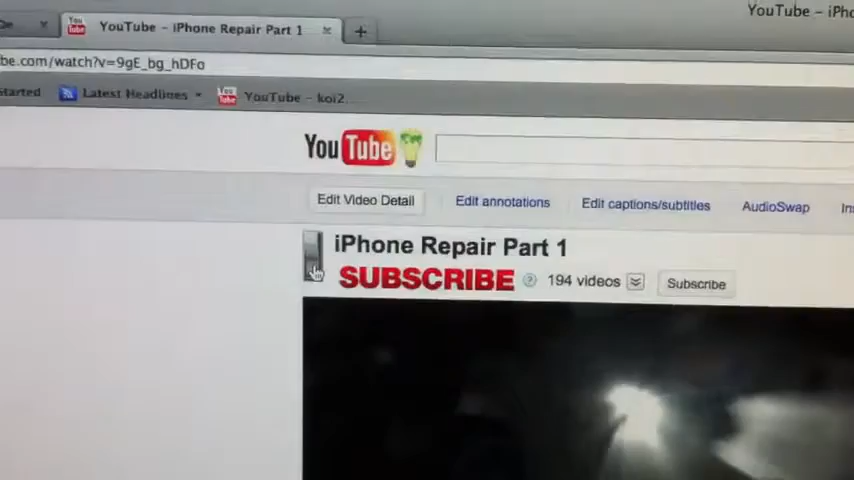 YouTube - iPho
YouTube - iPhone Repair Part 1
be.com/watch?v=9gE_bg_hDFo
Started Latest Headlines YouTube - koi2...
YouTube
Edit Video Detail Edit annotations Edit captions/subtitles AudioSwap In
iPhone Repair Part 1
SUBSCRIBE 194 videos Subscribe